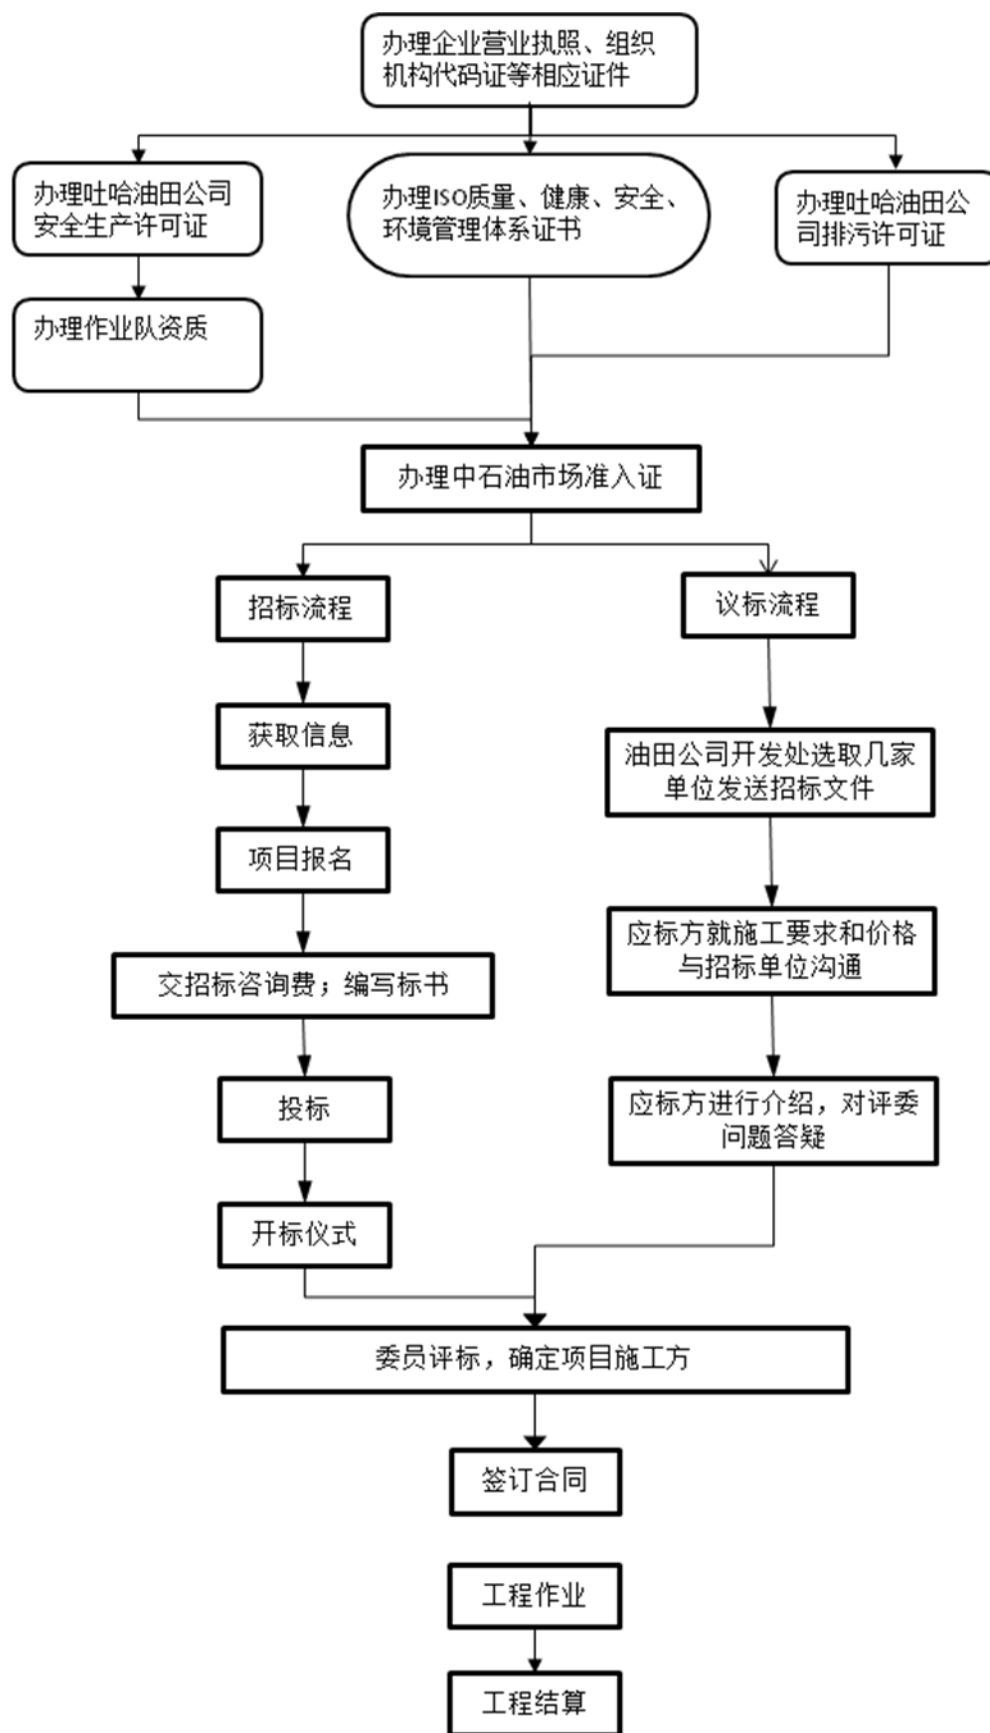 办理企业营业执照、组织
机构代码证等相应证件
办理吐哈油田公司
安全生产许可证
办理ISO质量、健康、安全、
环境管理体系证书
办理吐哈油田公
司排污许可证
办理作业队资质
办理中石油市场准入证
招标流程
议标流程
获取信息
油田公司开发处选取几家
单位发送招标文件
项目报名
应标方就施工要求和价格
与招标单位沟通
交招标咨询费；编写标书
投标
应标方进行介绍，对评委
问题答疑
开标仪式
委员评标，确定项目施工方
签订合同
工程作业
工程结算